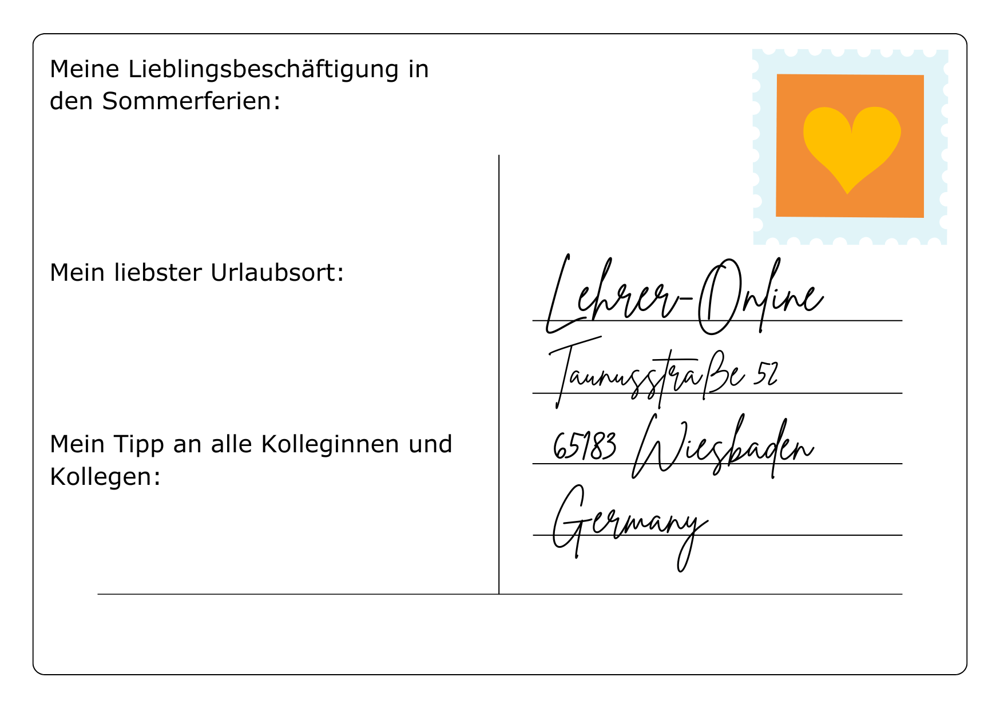 Meine Lieblingsbeschäftigung in
den Sommerferien:
Mein liebster Urlaubsort:
Mein Tipp an alle Kolleginnen und
Kollegen:
Lehrer-Online
Taunusstraße 52
65183 Wiesbaden
Germany